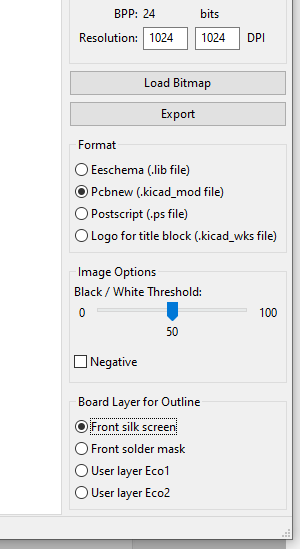 BPP: 24 bits
Resolution: 1024 1024 DPI
Load Bitmap
Export
Format
Eeschema (.lib file)
Pcbnew (.kicad_mod file)
Postscript (.ps file)
Logo for title block (.kicad_wks file)
Image Options
Black / White Threshold:
0 100
50
Negative
Board Layer for Outline
Front silk screen
Front solder mask
User layer Eco1
User layer Eco2